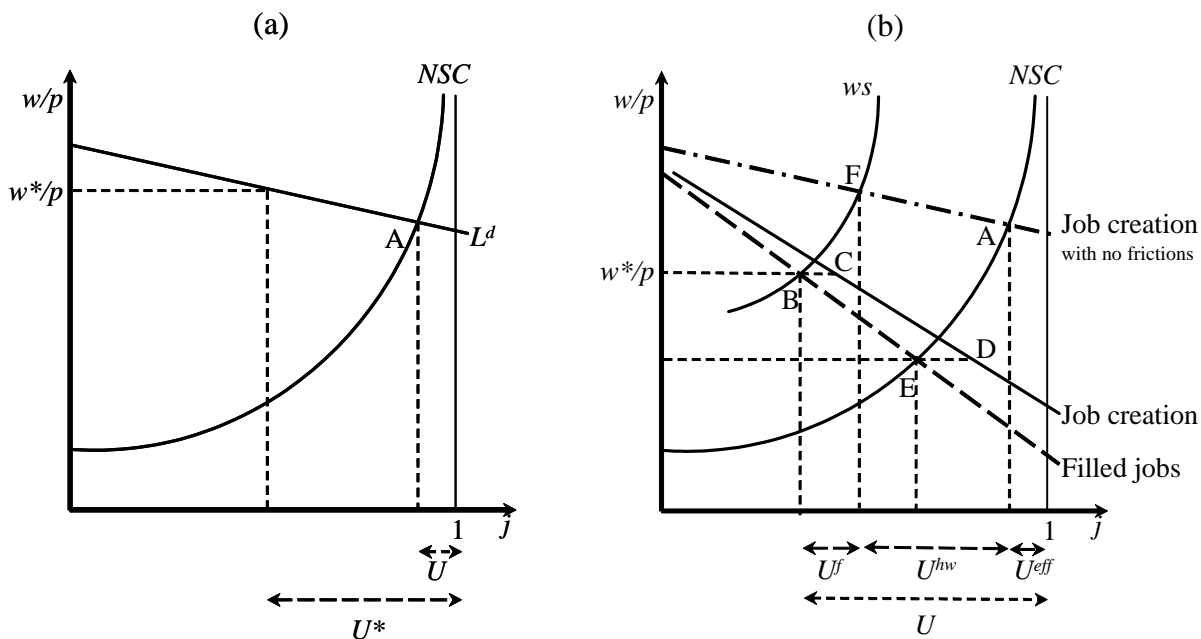 (a)
NSC
w/p
w*/p
A
L^d
1
j
U
U*
(b)
ws
NSC
w/p
F
A
Job creation
with no frictions
w*/p
C
B
D
E
Job creation
Filled jobs
1
j
U^f
U^hw
U^eff
U